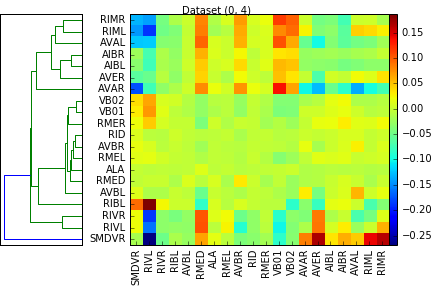 Dataset (0, 4)
RIMR
RIML
AVAL
AIBR
AIBL
AVER
AVAR
VB02
VB01
RMER
RID
AVBR
RMEL
ALA
RMED
AVBL
RIBL
RIVR
RIVL
SMDVR
SMDVR
RIVL
RIVR
RIBL
AVBL
RMED
ALA
RMEL
AVBR
RID
RMER
VB01
VB02
AVAR
AVER
AIBL
AIBR
AVAL
RIML
RIMR
0.15
0.10
0.05
0.00
−0.05
−0.10
−0.15
−0.20
−0.25